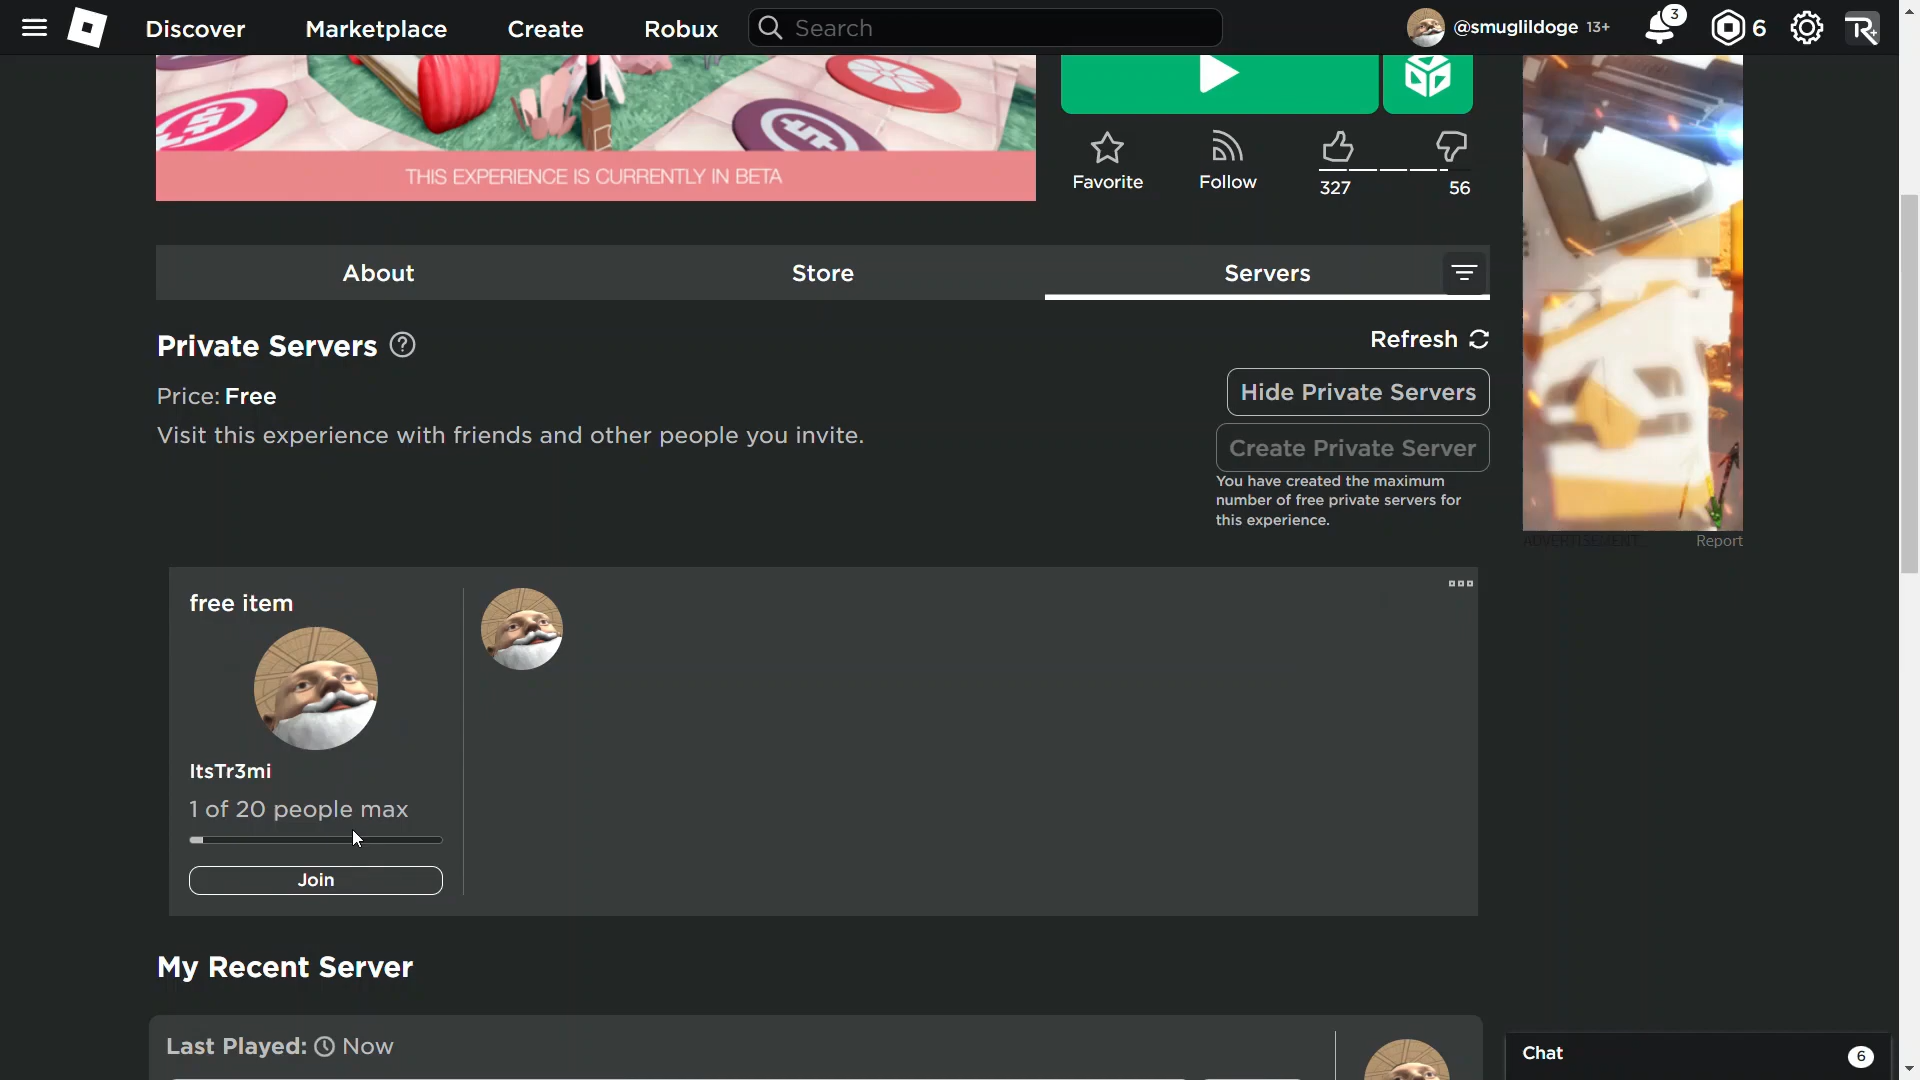 Discover
Marketplace
Create
Robux
Search
@smuglildoge 13+
3
6
THIS EXPERIENCE IS CURRENTLY IN BETA
Favorite
Follow
327
56
About
Store
Servers
Private Servers
Refresh
Price: Free
Hide Private Servers
Visit this experience with friends and other people you invite.
Create Private Server
You have created the maximum
number of free private servers for
this experience.
ADVERTISEMENT
Report
free item
ItsTr3mi
1 of 20 people max
Join
My Recent Server
Last Played: Now
Chat
6